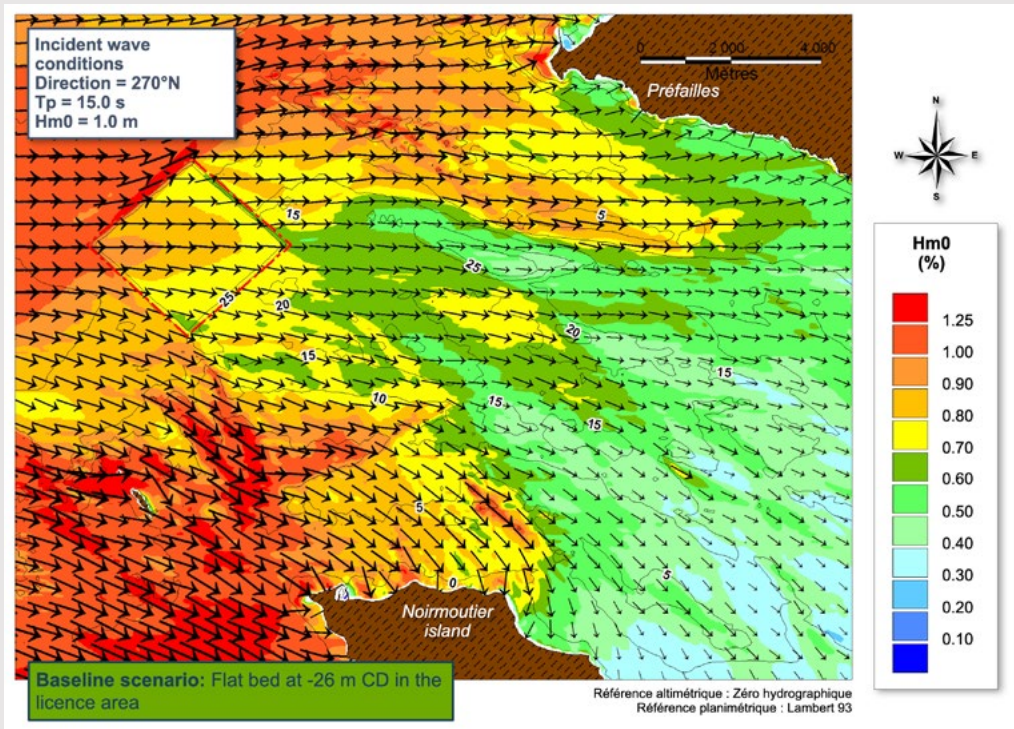 Incident wave
conditions
Direction = 270°N
Tp = 15.0 s
Hm0 = 1.0 m
0 2 000 4 000
Mètres
Préfailles
N
W E
S
15
5
25
25
20
20
15
15
10
15
15
5
0
5
Noirmoutier
island
Hm0
(%)
1.25
1.00
0.90
0.80
0.70
0.60
0.50
0.40
0.30
0.20
0.10
Baseline scenario: Flat bed at -26 m CD in the
licence area
Référence altimétrique : Zéro hydrographique
Référence planimétrique : Lambert 93